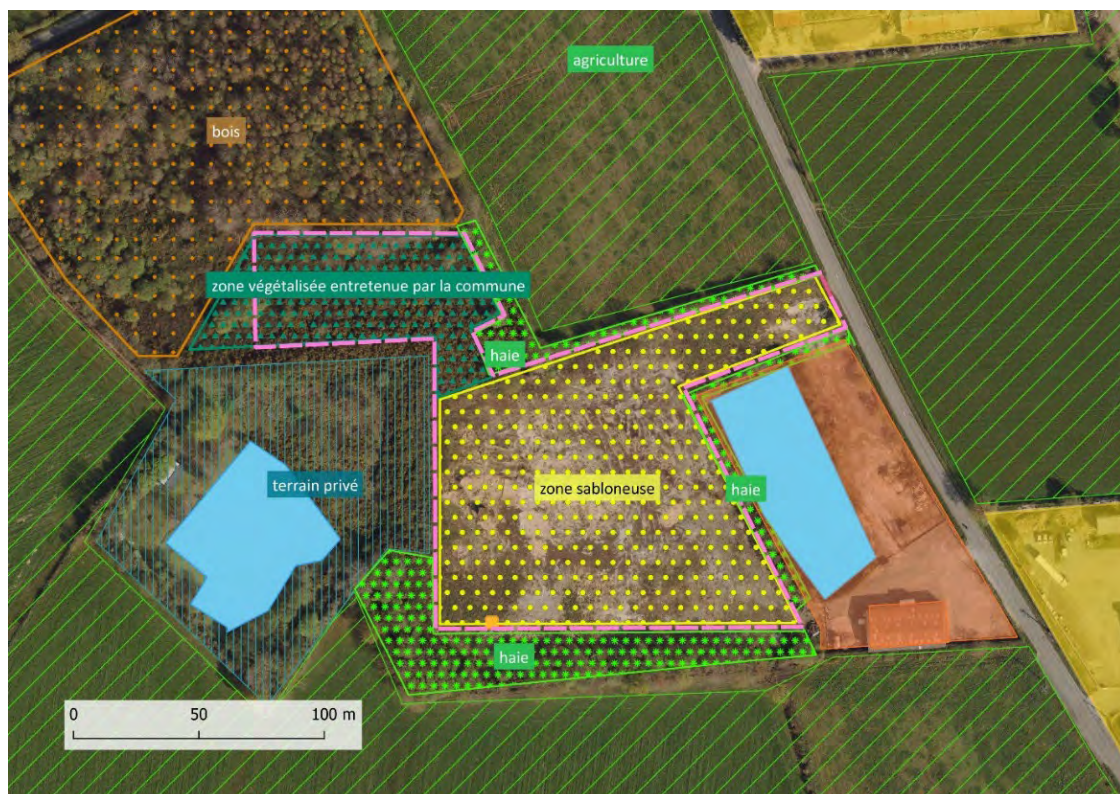 agriculture
bois
zone végétalisée entretenue par la commune
haie
terrain privé
zone sabloneuse
haie
haie
0 50 100 m